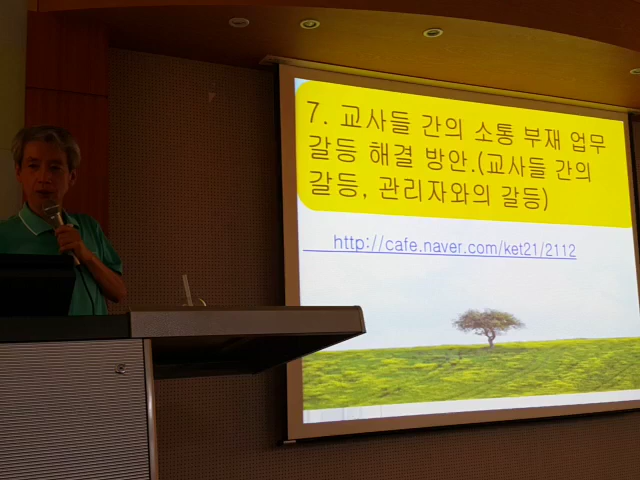 7. 교사들 간의 소통 부재 업무
갈등 해결 방안.(교사들 간의
갈등, 관리자와의 갈등)
http://cafe.naver.com/ket21/2112